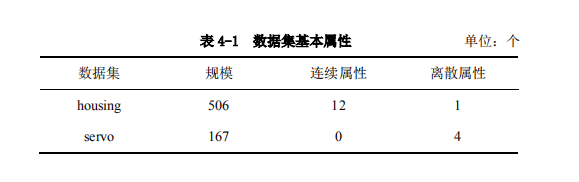 表 4-1 数据集基本属性 单位：个
数据集 规模 连续属性 离散属性
housing 506 12 1
servo 167 0 4